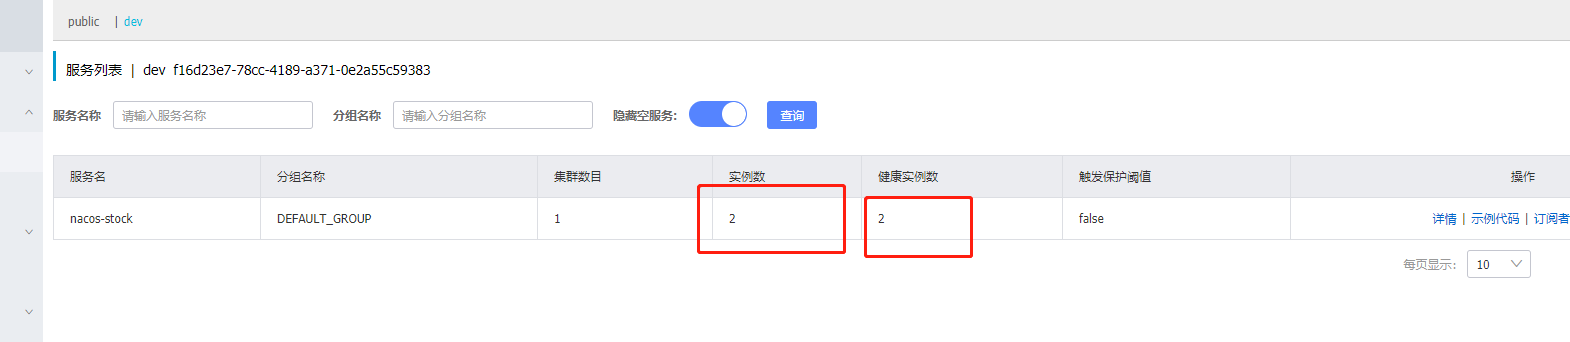 public | dev
服务列表 | dev f16d23e7-78cc-4189-a371-0e2a55c59383
服务名称 请输入服务名称 分组名称 请输入分组名称 隐藏空服务: 查询
服务名 分组名称 集群数目 实例数 健康实例数 触发保护阈值 操作
nacos-stock DEFAULT_GROUP 1 2 2 false 详情 | 示例代码 | 订阅者
每页显示: 10